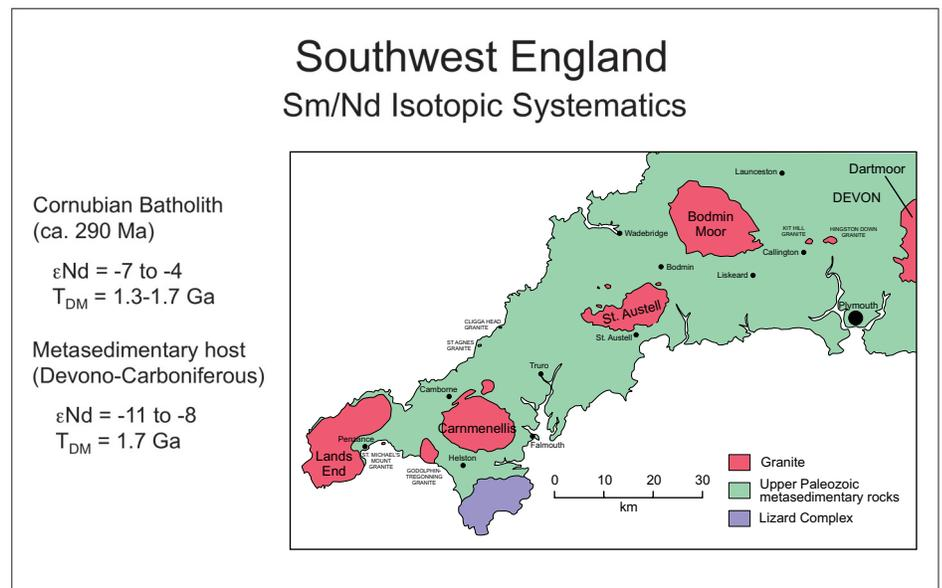 Southwest England
Sm/Nd Isotopic Systematics
Cornubian Batholith
(ca. 290 Ma)
εNd = -7 to -4
TDM = 1.3-1.7 Ga
Metasedimentary host
(Devono-Carboniferous)
εNd = -11 to -8
TDM = 1.7 Ga
Launceston
Dartmoor
DEVON
Bodmin
Moor
Wadebridge
KIT HILL
GRANITE
HINGSTON DOWN
GRANITE
Callington
Bodmin
Liskeard
Plymouth
St. Austell
St. Austell
CLIGGA HEAD
GRANITE
ST AGNES
GRANITE
Truro
Camborne
Carnmenellis
Falmouth
Penzance
Lands
End
ST. MICHAEL'S
MOUNT
GRANITE
Helston
GODOLPHIN-
TREGONNING
GRANITE
0 10 20 30
km
Granite
Upper Paleozoic
metasedimentary rocks
Lizard Complex